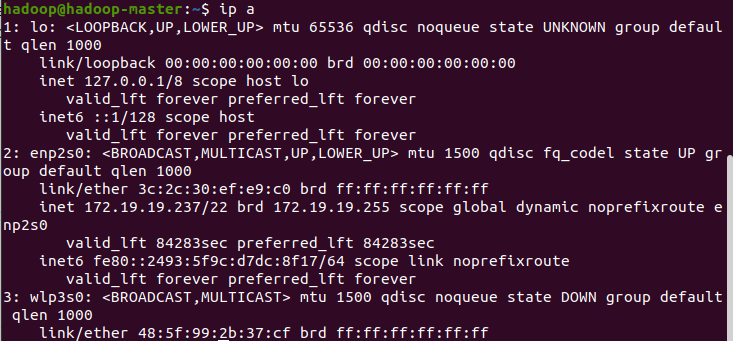 hadoop@hadoop-master:~$ ip a
1: lo: <LOOPBACK,UP,LOWER_UP> mtu 65536 qdisc noqueue state UNKNOWN group defaul
t qlen 1000
    link/loopback 00:00:00:00:00:00 brd 00:00:00:00:00:00
    inet 127.0.0.1/8 scope host lo
       valid_lft forever preferred_lft forever
    inet6 ::1/128 scope host
       valid_lft forever preferred_lft forever
2: enp2s0: <BROADCAST,MULTICAST,UP,LOWER_UP> mtu 1500 qdisc fq_codel state UP gr
oup default qlen 1000
    link/ether 3c:2c:30:ef:e9:c0 brd ff:ff:ff:ff:ff:ff
    inet 172.19.19.237/22 brd 172.19.19.255 scope global dynamic noprefixroute e
np2s0
       valid_lft 84283sec preferred_lft 84283sec
    inet6 fe80::2493:5f9c:d7dc:8f17/64 scope link noprefixroute
       valid_lft forever preferred_lft forever
3: wlp3s0: <BROADCAST,MULTICAST> mtu 1500 qdisc noqueue state DOWN group default
 qlen 1000
    link/ether 48:5f:99:2b:37:cf brd ff:ff:ff:ff:ff:ff